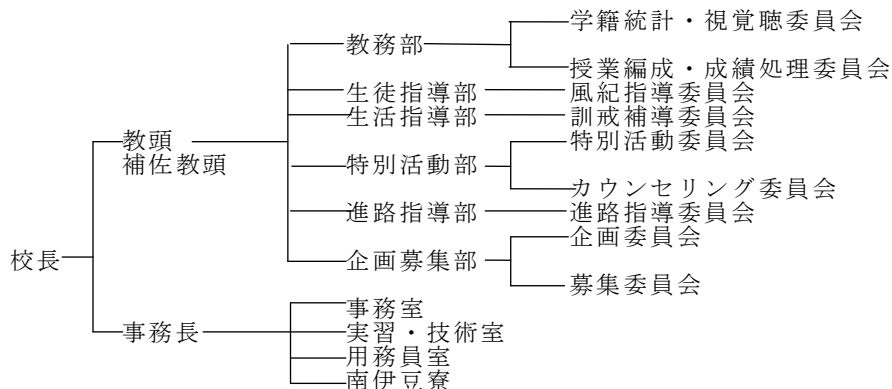 学籍統計・視覚聴委員会
教務部
授業編成・成績処理委員会
生徒指導部
風紀指導委員会
生活指導部
訓戒補導委員会
教頭
補佐教頭
特別活動部
特別活動委員会
カウンセリング委員会
進路指導部
進路指導委員会
校長
企画募集部
企画委員会
募集委員会
事務長
事務室
実習・技術室
用務員室
南伊豆寮